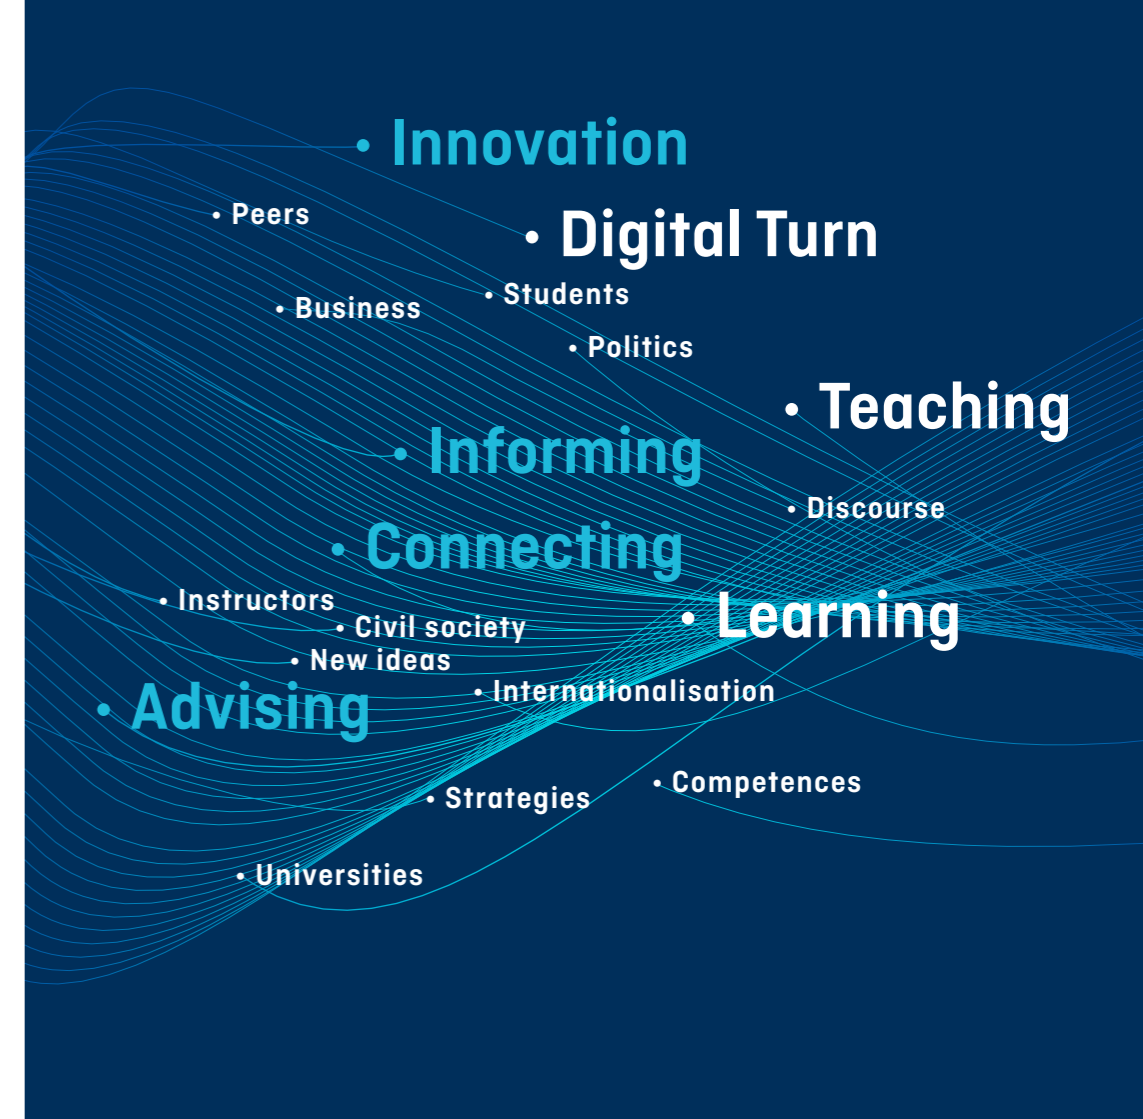 • Innovation
• Peers
• Digital Turn
• Students
• Business
• Politics
• Teaching
• Informing
• Discourse
• Connecting
• Instructors
• Learning
• Civil society
• New ideas
• Internationalisation
• Advising
• Competences
• Strategies
• Universities